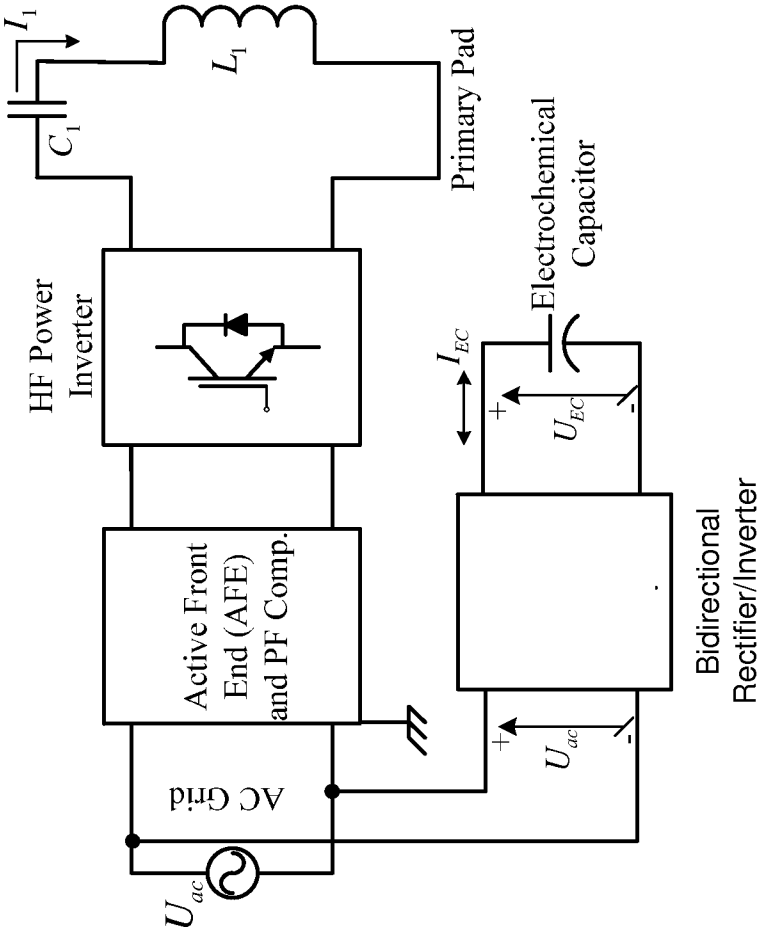 I1
C1
L1
Primary Pad
HF Power
Inverter
Active Front
End (AFE)
and PF Comp.
AC Grid
Uac
IEC
+
UEC
-
Electrochemical
Capacitor
+
Uac
-
Bidirectional
Rectifier/Inverter